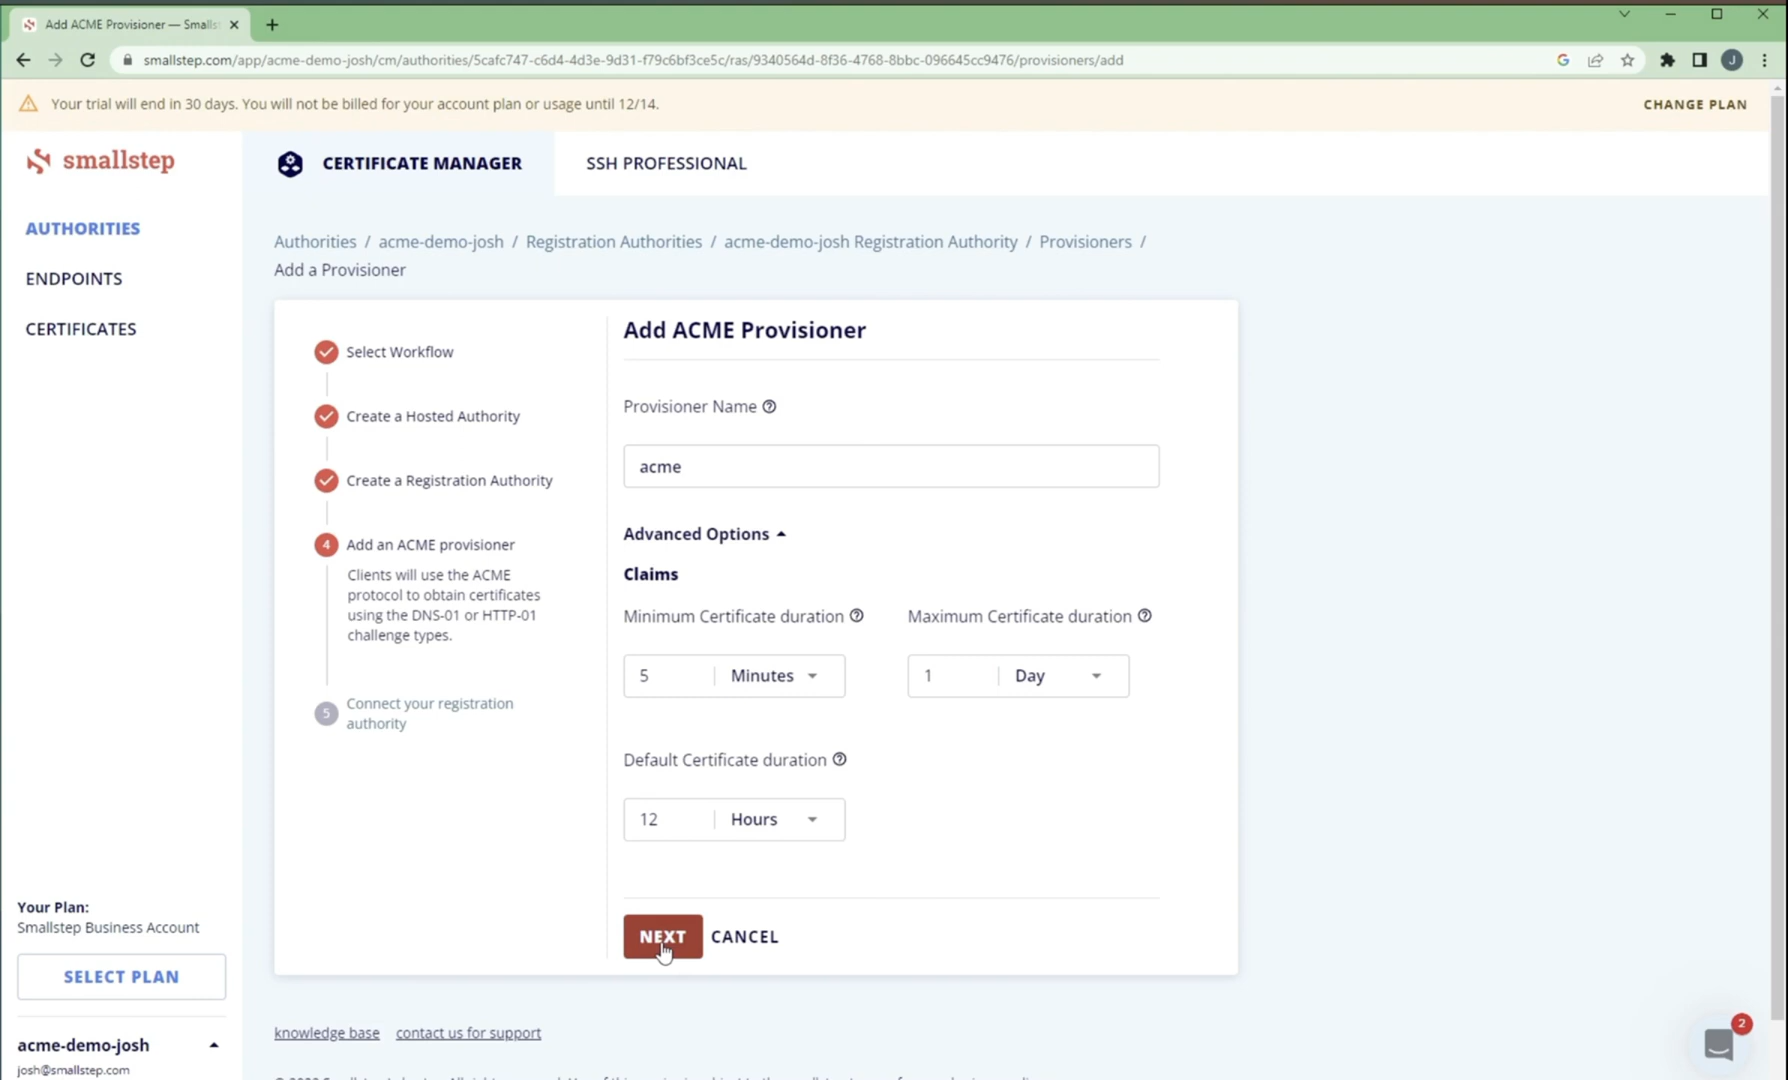 Add ACME Provisioner — Smalls
smallstep.com/app/acme-demo-josh/cm/authorities/5cafc747-c6d4-4d3e-9d31-f79c6bf3ce5c/ras/9340564d-8f36-4768-8bbc-096645cc9476/provisioners/add
J
Your trial will end in 30 days. You will not be billed for your account plan or usage until 12/14.
CHANGE PLAN
smallstep
CERTIFICATE MANAGER
SSH PROFESSIONAL
AUTHORITIES
ENDPOINTS
CERTIFICATES
Authorities / acme-demo-josh / Registration Authorities / acme-demo-josh Registration Authority / Provisioners /
Add a Provisioner
Select Workflow
Create a Hosted Authority
Create a Registration Authority
4 Add an ACME provisioner
Clients will use the ACME
protocol to obtain certificates
using the DNS-01 or HTTP-01
challenge types.
5 Connect your registration
authority
Add ACME Provisioner
Provisioner Name
acme
Advanced Options
Claims
Minimum Certificate duration
Maximum Certificate duration
5 Minutes
1 Day
Default Certificate duration
12 Hours
NEXT
CANCEL
Your Plan:
Smallstep Business Account
SELECT PLAN
acme-demo-josh
josh@smallstep.com
knowledge base
contact us for support
2